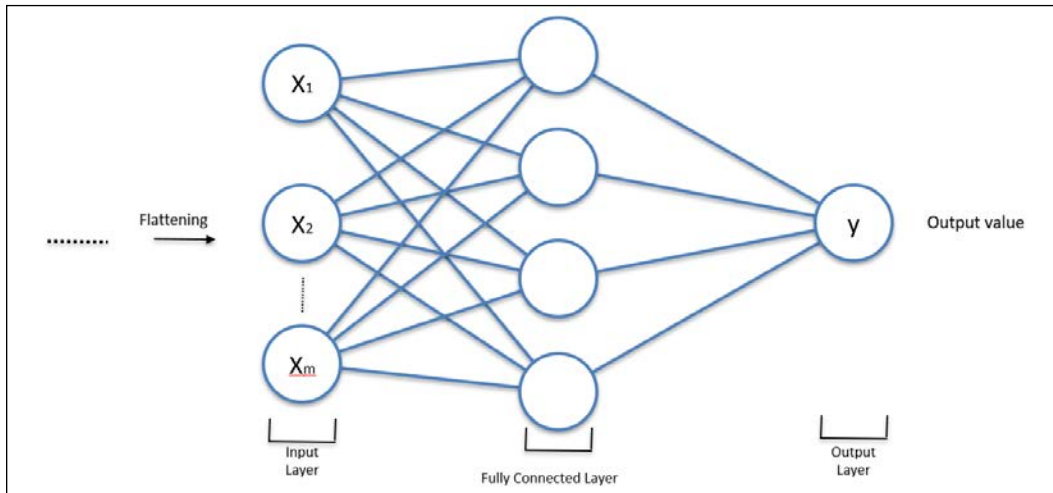 Flattening
X1
X2
Xm
y
Output value
Input
Layer
Fully Connected Layer
Output
Layer